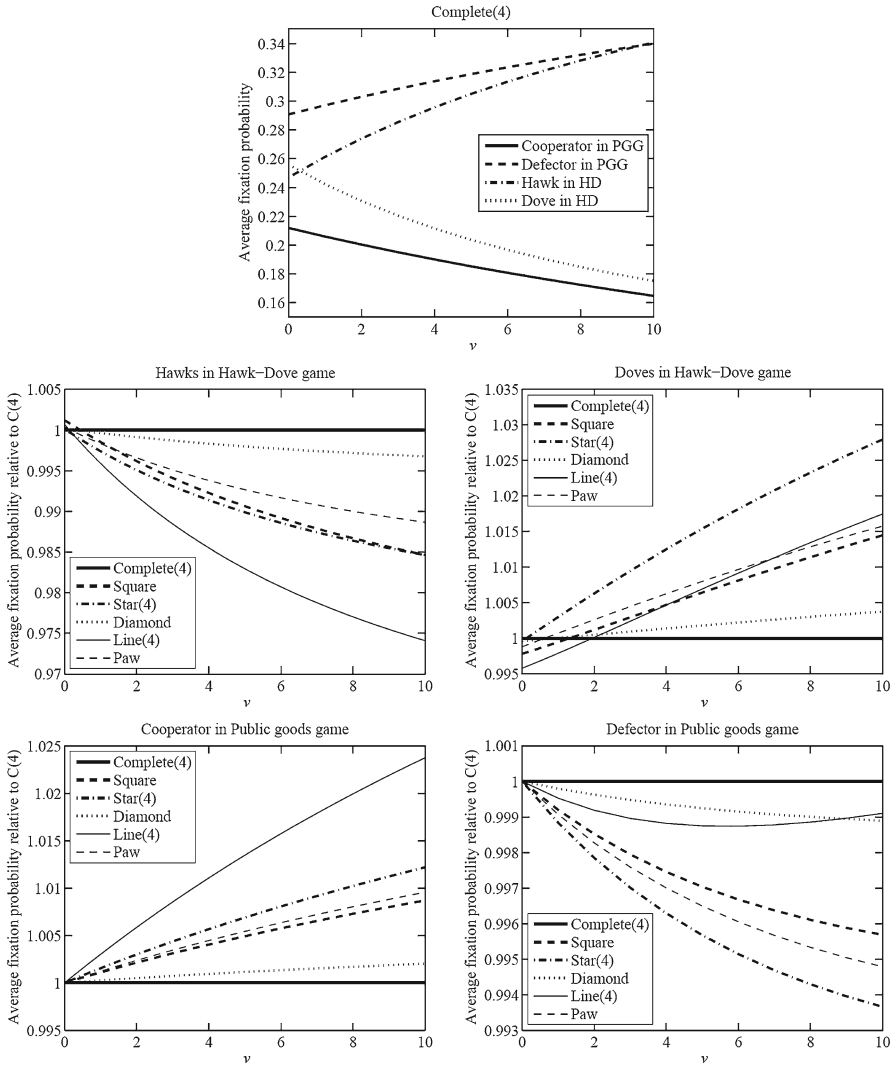 Complete(4)
Average fixation probability
0.34
0.32
0.3
0.28
0.26
0.24
0.22
0.2
0.18
0.16
Cooperator in PGG
Defector in PGG
Hawk in HD
Dove in HD
0 2 4 6 8 10
v
Hawks in Hawk−Dove game
Average fixation probability relative to C(4)
1.005
1
0.995
0.99
0.985
0.98
0.975
0.97
Complete(4)
Square
Star(4)
Diamond
Line(4)
Paw
0 2 4 6 8 10
v
Doves in Hawk−Dove game
Average fixation probability relative to C(4)
1.035
1.03
1.025
1.02
1.015
1.01
1.005
1
0.995
Complete(4)
Square
Star(4)
Diamond
Line(4)
Paw
0 2 4 6 8 10
v
Cooperator in Public goods game
Average fixation probability relative to C(4)
1.025
1.02
1.015
1.01
1.005
1
0.995
Complete(4)
Square
Star(4)
Diamond
Line(4)
Paw
0 2 4 6 8 10
v
Defector in Public goods game
Average fixation probability relative to C(4)
1.001
1
0.999
0.998
0.997
0.996
0.995
0.994
0.993
Complete(4)
Square
Star(4)
Diamond
Line(4)
Paw
0 2 4 6 8 10
v